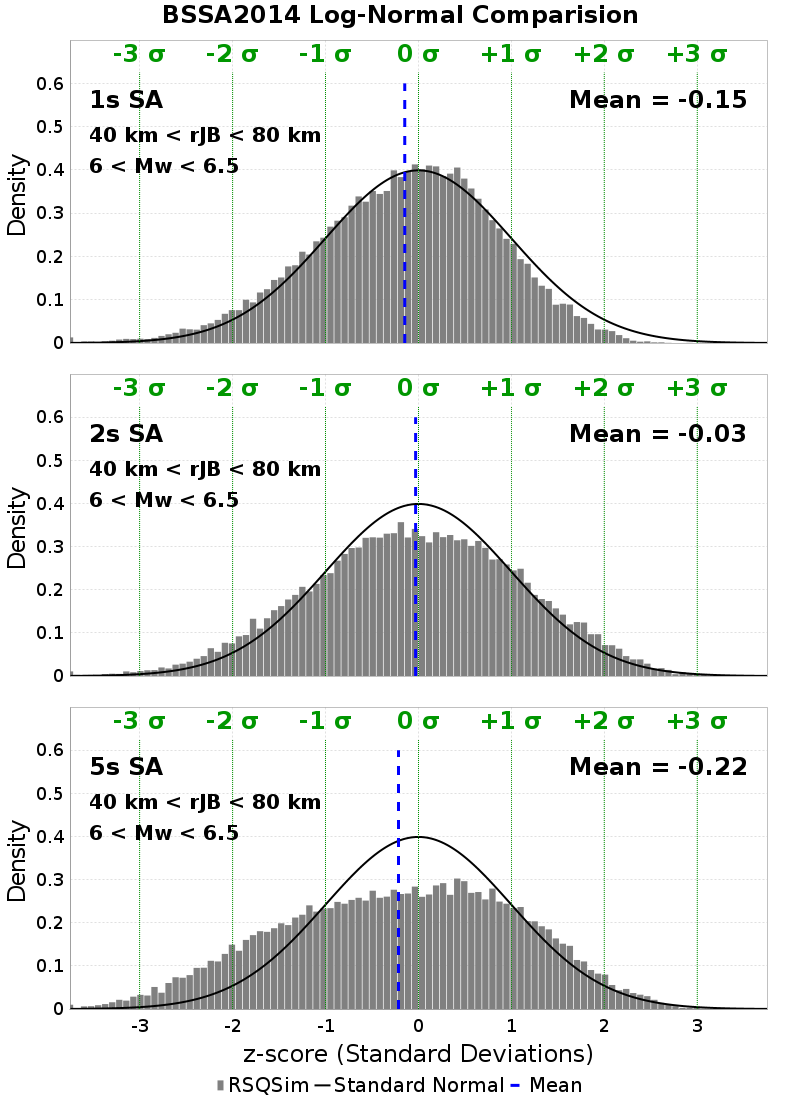 BSSA2014 Log-Normal Comparision
-3 σ -2 σ -1 σ 0 σ +1 σ +2 σ +3 σ
1s SA
Mean = -0.15
40 km < rJB < 80 km
6 < Mw < 6.5
Density
0.6
0.5
0.4
0.3
0.2
0.1
0
-3 σ -2 σ -1 σ 0 σ +1 σ +2 σ +3 σ
2s SA
Mean = -0.03
40 km < rJB < 80 km
6 < Mw < 6.5
Density
0.6
0.5
0.4
0.3
0.2
0.1
0
-3 σ -2 σ -1 σ 0 σ +1 σ +2 σ +3 σ
5s SA
Mean = -0.22
40 km < rJB < 80 km
6 < Mw < 6.5
Density
0.6
0.5
0.4
0.3
0.2
0.1
0
-3 -2 -1 0 1 2 3
z-score (Standard Deviations)
RSQSim Standard Normal Mean